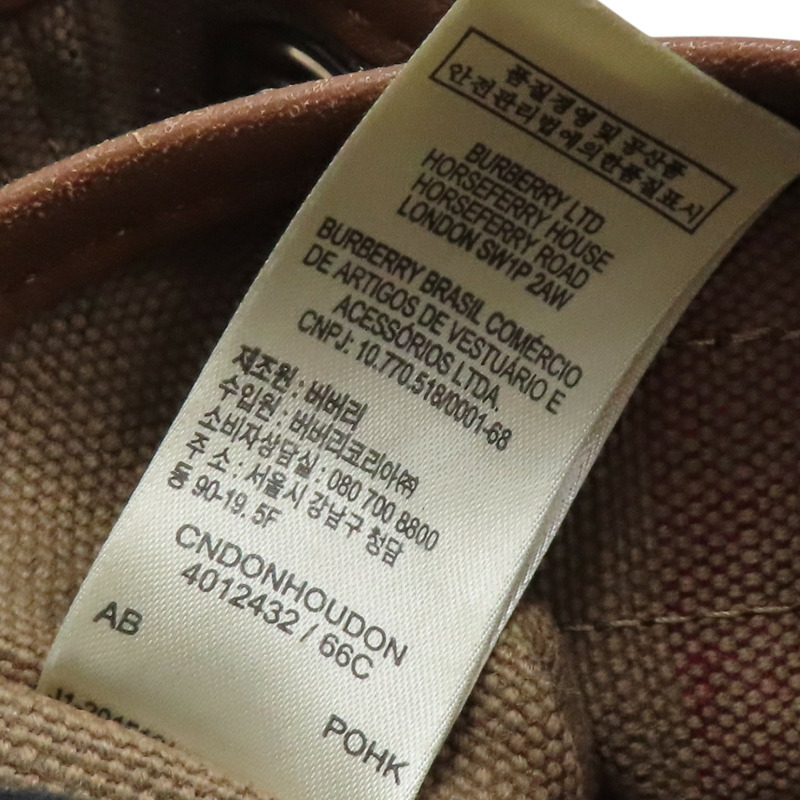 품질경영 및 공산품
안전관리법에의한품질표시
BURBERRY LTD
HORSEFERRY HOUSE
HORSEFERRY ROAD
LONDON SW1P 2AW
BURBERRY BRASIL COMÉRCIO
DE ARTIGOS DE VESTUÁRIO E
ACESSÓRIOS LTDA.
CNPJ: 10.770.518/0001-68
제조원 : 버버리
수입원 : 버버리코리아㈜
소비자상담실 : 080 700 8800
주 소 : 서울시 강남구 청담
동 90-19. 5F
CNDONHOUDON
4012432 / 66C
AB
POHK